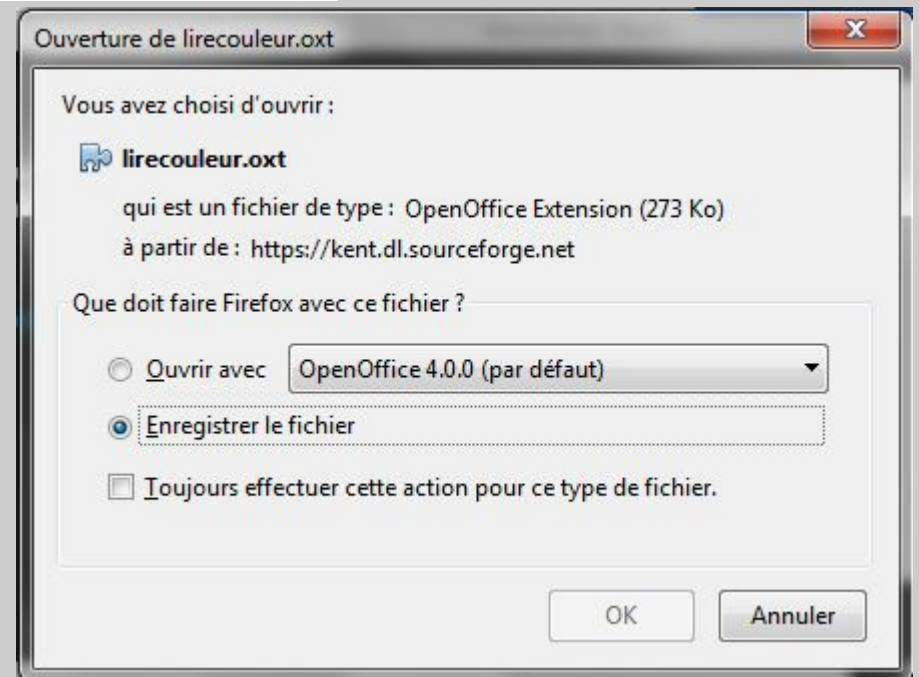 Ouverture de lirecouleur.oxt
Vous avez choisi d'ouvrir :
lirecouleur.oxt
qui est un fichier de type : OpenOffice Extension (273 Ko)
à partir de : https://kent.dl.sourceforge.net
Que doit faire Firefox avec ce fichier ?
Ouvrir avec OpenOffice 4.0.0 (par défaut)
Enregistrer le fichier
Toujours effectuer cette action pour ce type de fichier.
OK Annuler